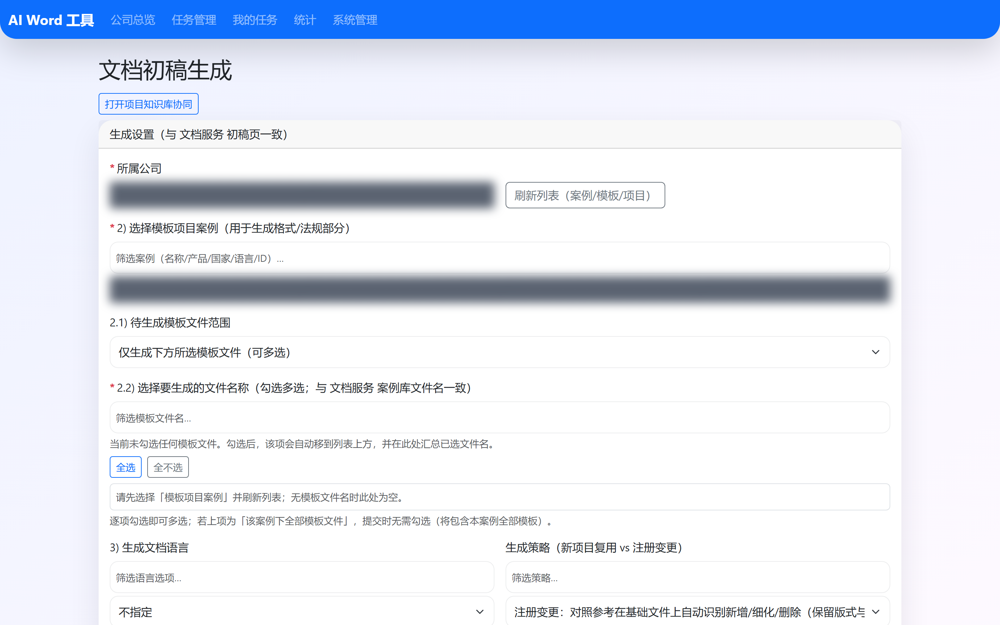 AI Word 工具 公司总览 任务管理 我的任务 统计 系统管理
文档初稿生成
打开项目知识库协同
生成设置（与 文档服务 初稿页一致）
* 所属公司
刷新列表（案例/模板/项目）
* 2) 选择模板项目案例（用于生成格式/法规部分）
筛选案例（名称/产品/国家/语言/ID）...
2.1) 待生成模板文件范围
仅生成下方所选模板文件（可多选）
* 2.2) 选择要生成的文件名称（勾选多选；与 文档服务 案例库文件名一致）
筛选模板文件名...
当前未勾选任何模板文件。勾选后，该项会自动移到列表上方，并在此处汇总已选文件名。
全选 全不选
请先选择「模板项目案例」并刷新列表；无模板文件名时此处为空。
逐项勾选即可多选；若上项为「该案例下全部模板文件」，提交时无需勾选（将包含本案例全部模板）。
3) 生成文档语言 生成策略（新项目复用 vs 注册变更）
筛选语言选项... 筛选策略...
不指定 注册变更：对照参考在基础文件上自动识别新增/细化/删除（保留版式与